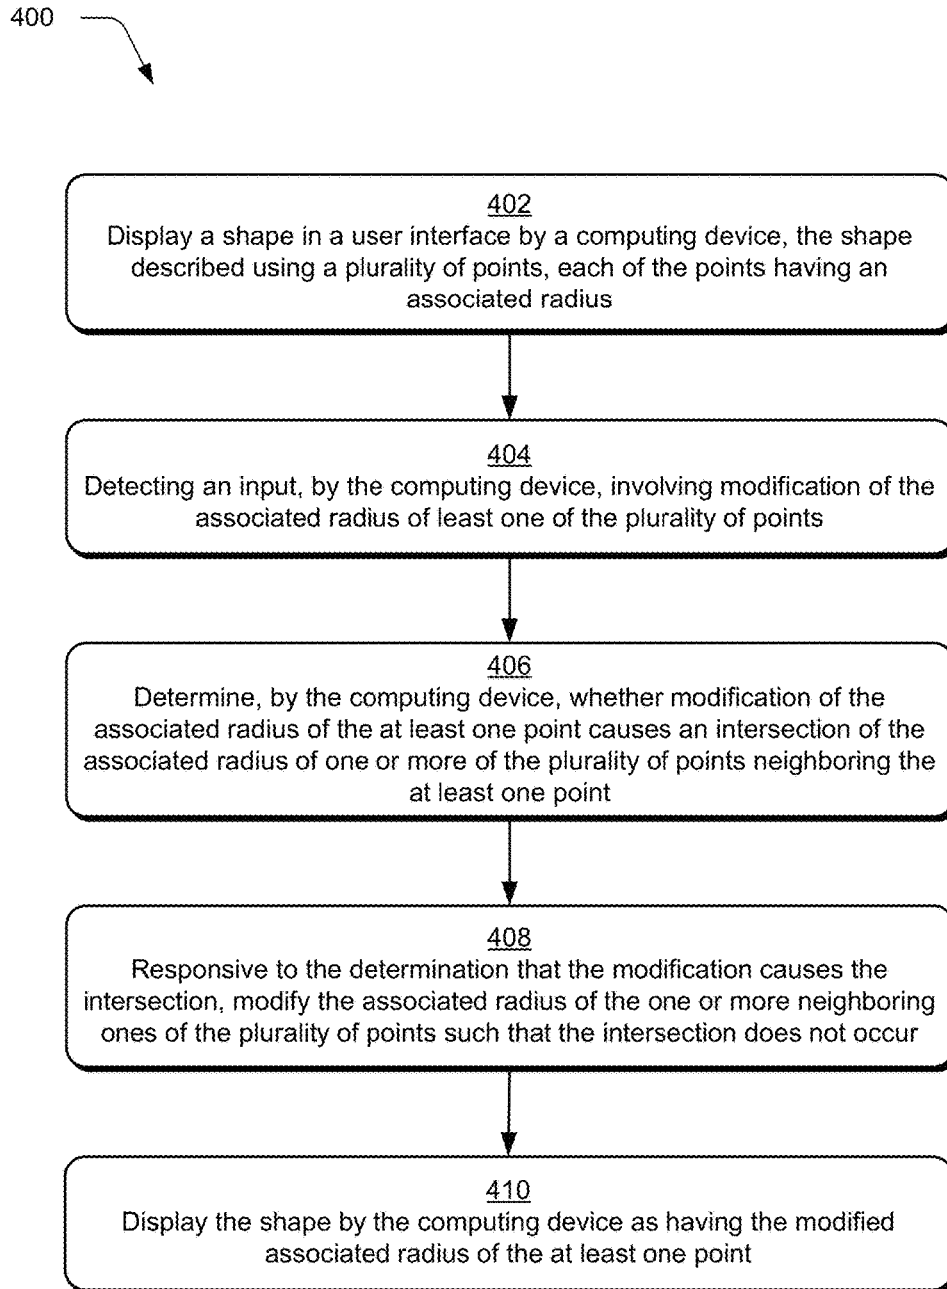 400
402
Display a shape in a user interface by a computing device, the shape
described using a plurality of points, each of the points having an
associated radius
404
Detecting an input, by the computing device, involving modification of the
associated radius of least one of the plurality of points
406
Determine, by the computing device, whether modification of the
associated radius of the at least one point causes an intersection of the
associated radius of one or more of the plurality of points neighboring the
at least one point
408
Responsive to the determination that the modification causes the
intersection, modify the associated radius of the one or more neighboring
ones of the plurality of points such that the intersection does not occur
410
Display the shape by the computing device as having the modified
associated radius of the at least one point